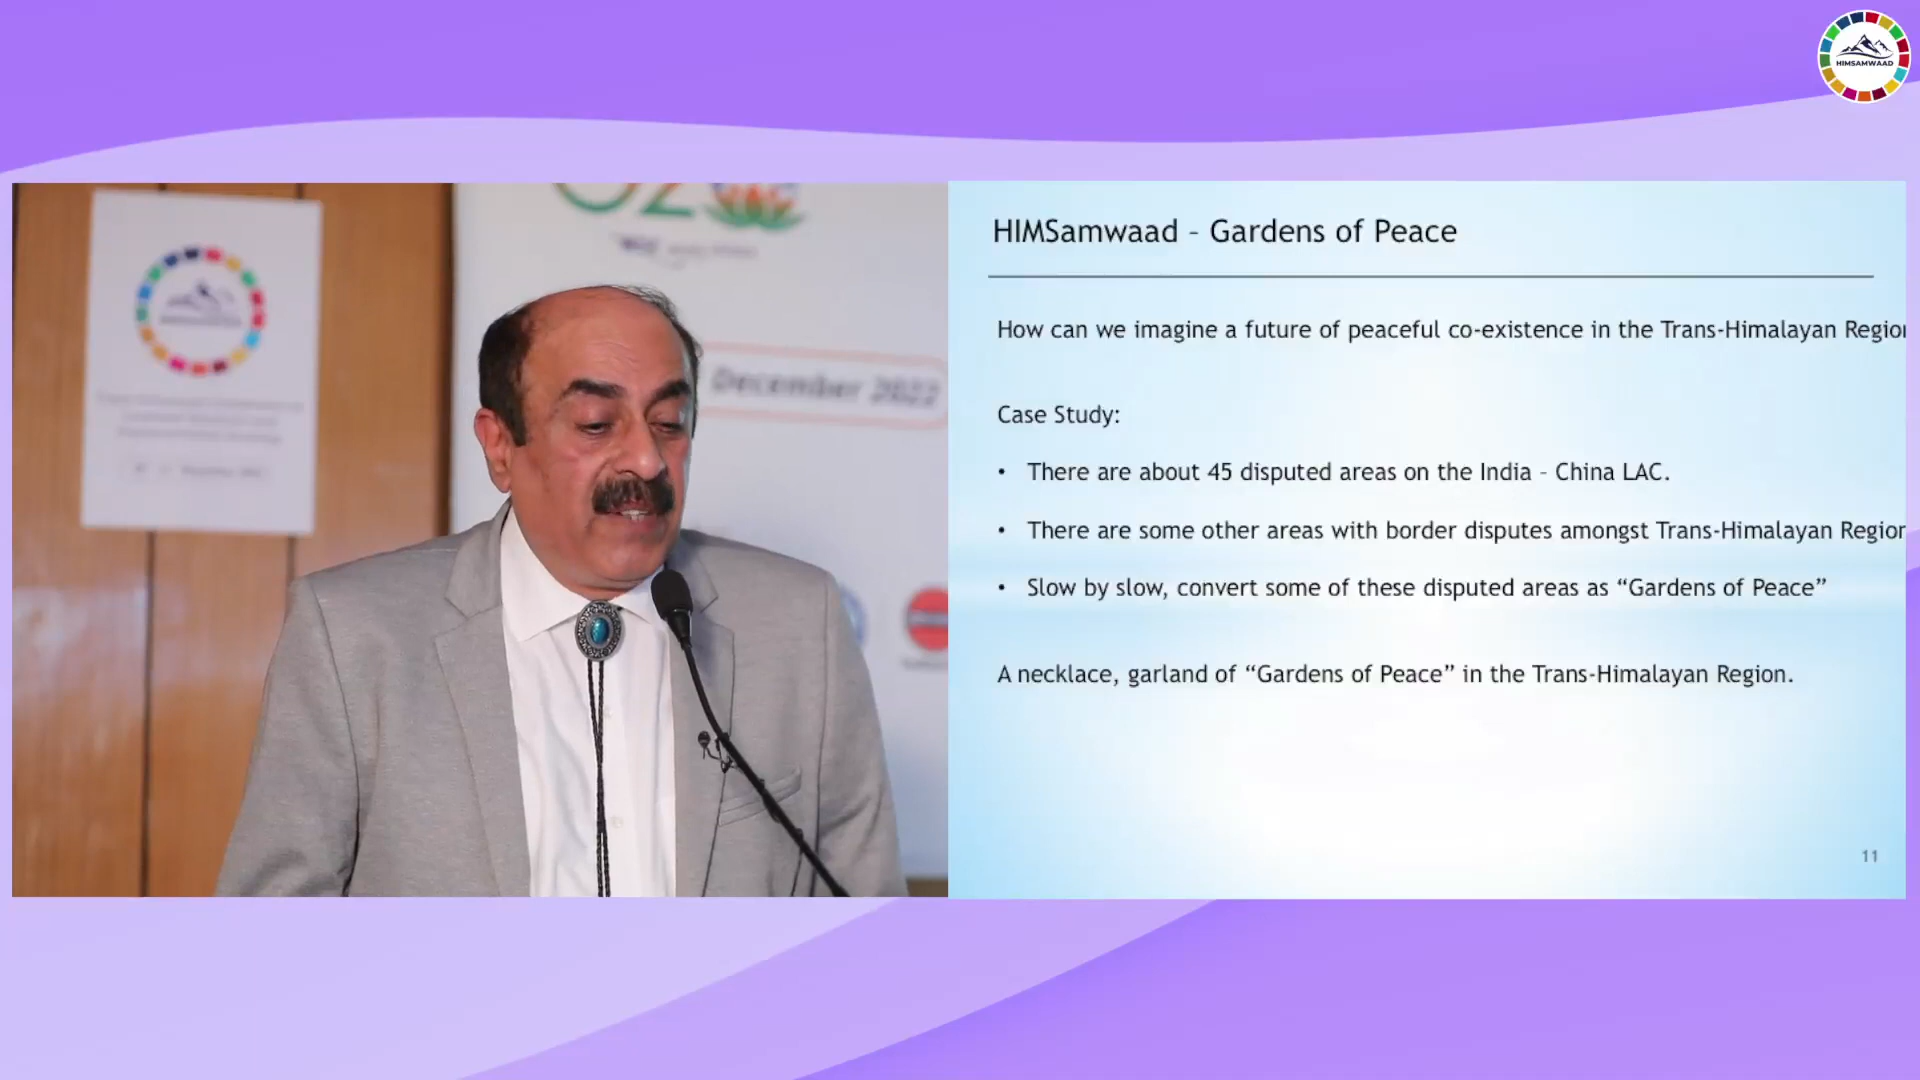 HIMSAMWAAD
December 2022
HIMSamwaad – Gardens of Peace
How can we imagine a future of peaceful co-existence in the Trans-Himalayan Region
Case Study:
• There are about 45 disputed areas on the India – China LAC.
• There are some other areas with border disputes amongst Trans-Himalayan Region
• Slow by slow, convert some of these disputed areas as “Gardens of Peace”
A necklace, garland of “Gardens of Peace” in the Trans-Himalayan Region.
11